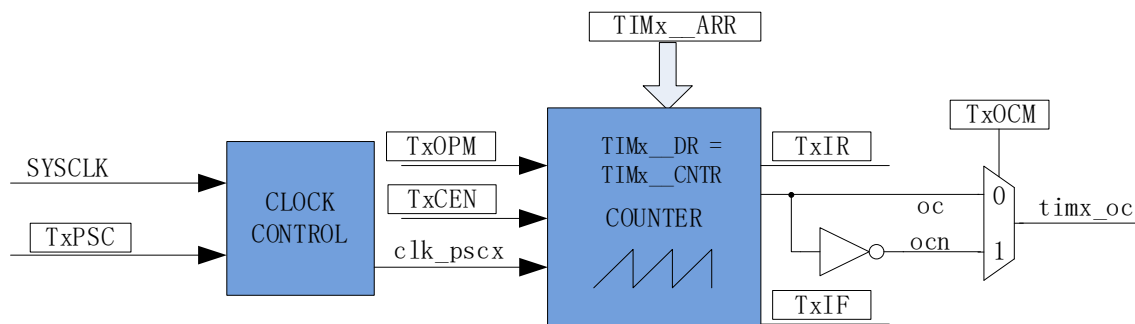 TIMx__ARR
TxOCM
TxOPM
TIMx__DR =
TIMx__CNTR
TxIR
SYSCLK
CLOCK
CONTROL
TxCEN
COUNTER
oc
0
timx_oc
TxPSC
clk_pscx
ocn
1
TxIF